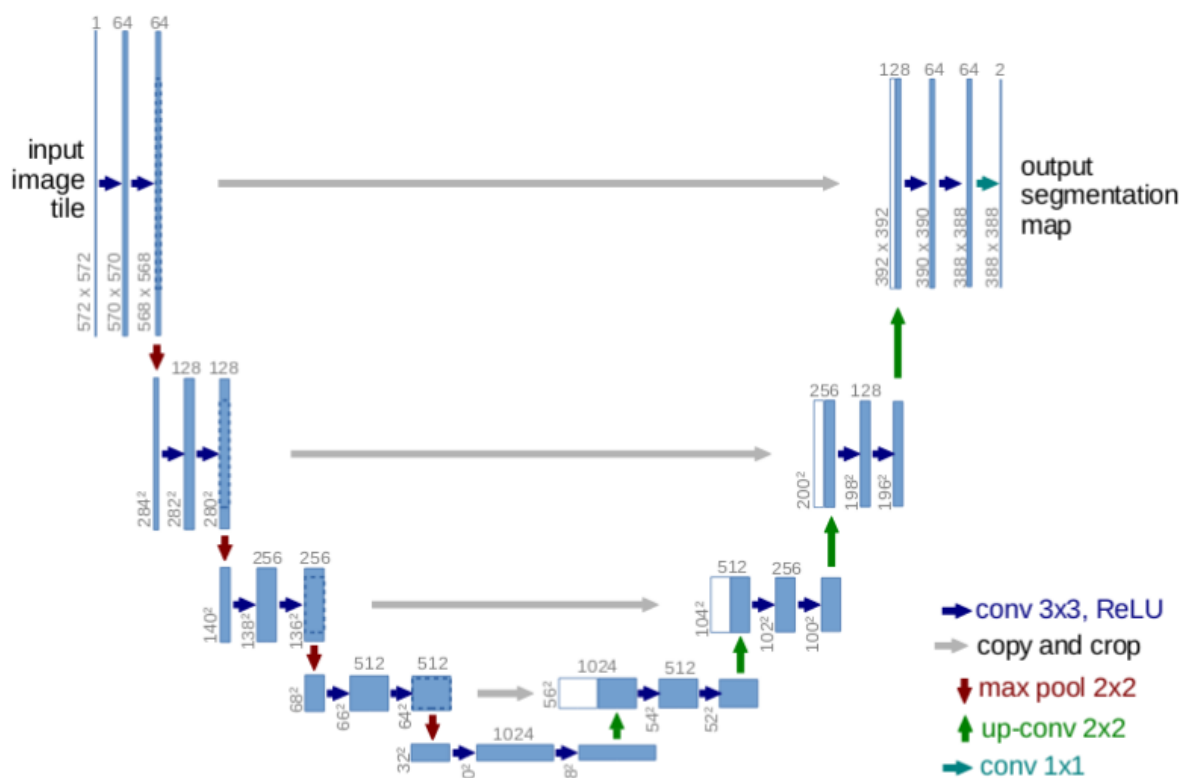 1 64 64
input
image
tile
572 x 572
570 x 570
568 x 568
128 64 64 2
392 x 392
390 x 390
388 x 388
388 x 388
output
segmentation
map
128 128
284²
282²
280²
256 128
200²
198²
196²
256 256
140²
138²
136²
512 256
104²
102²
100²
512 512
68²
66²
64²
1024 512
56²
54²
52²
1024
32²
conv 3x3, ReLU
copy and crop
max pool 2x2
up-conv 2x2
conv 1x1